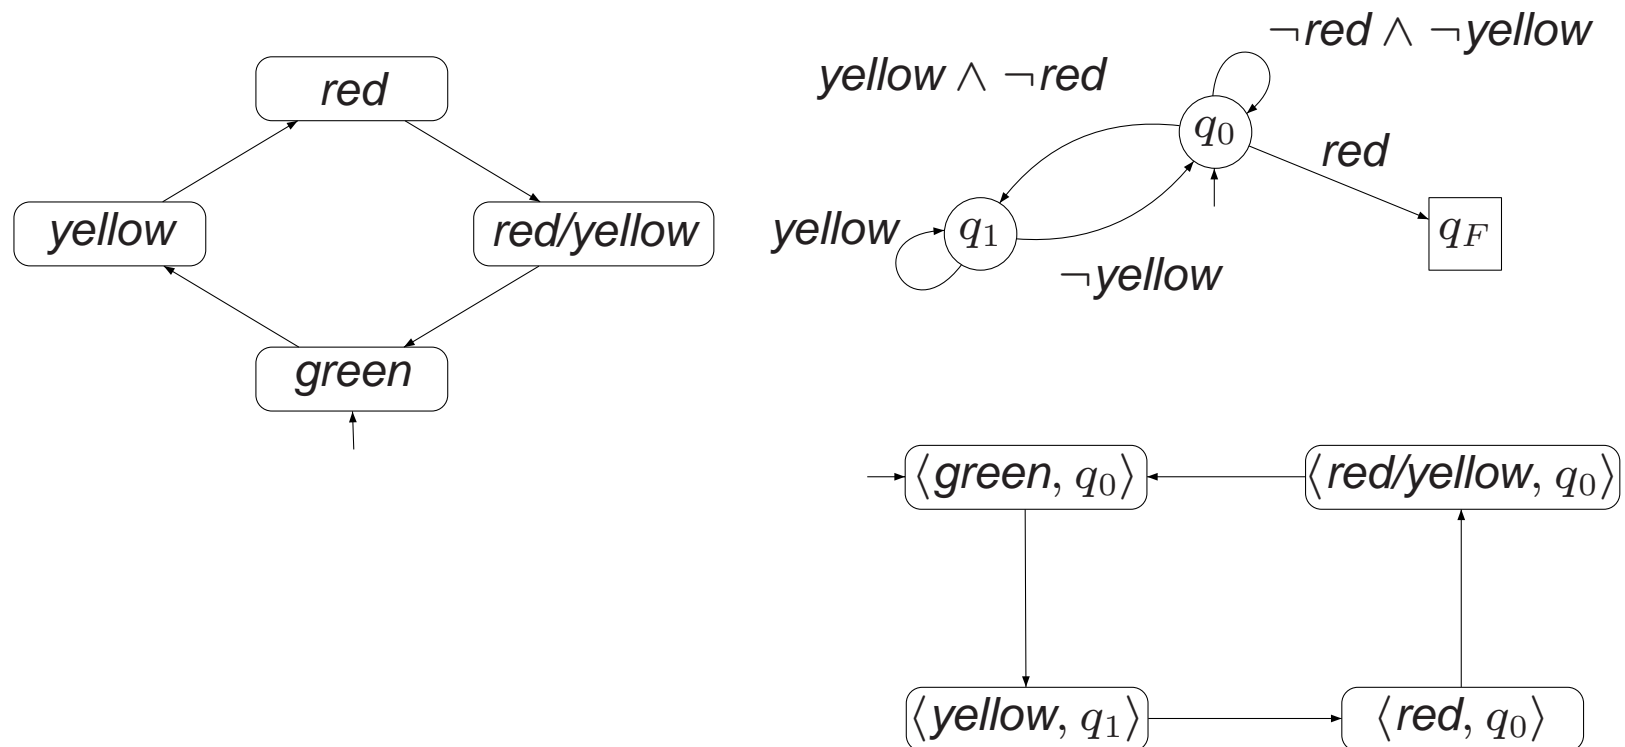 red
yellow
red/yellow
green
¬red ∧ ¬yellow
yellow ∧ ¬red
q₀
red
yellow
q₁
q_F
¬yellow
⟨green, q₀⟩
⟨red/yellow, q₀⟩
⟨yellow, q₁⟩
⟨red, q₀⟩